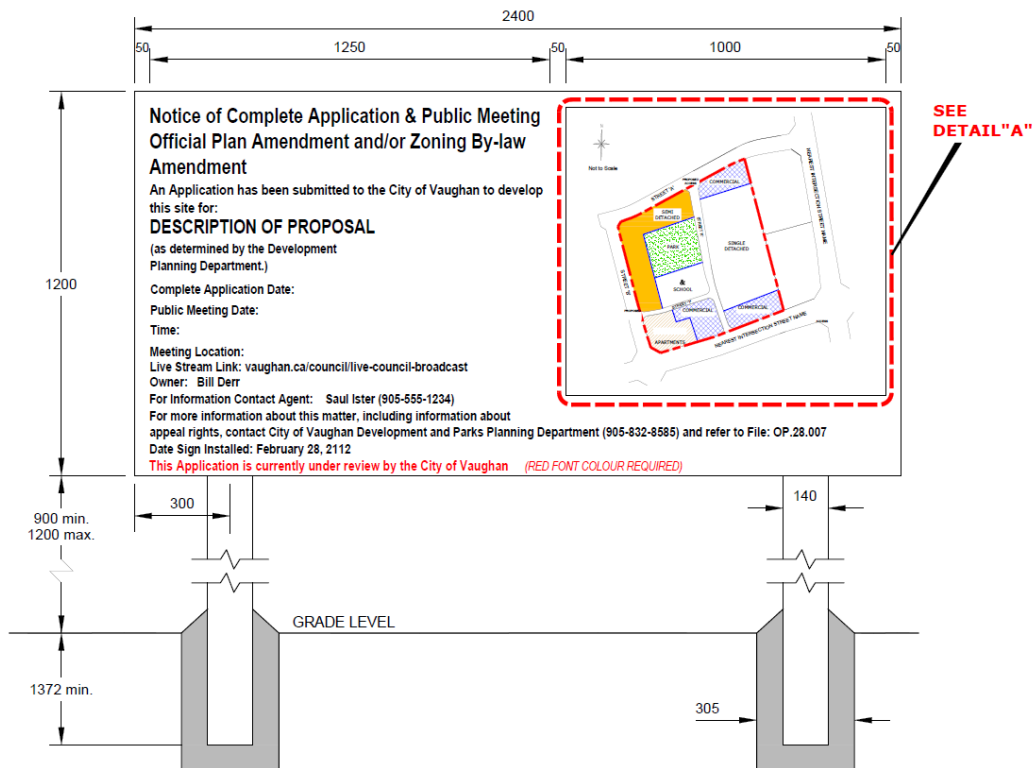 2400
50
1250
50
1000
50
Notice of Complete Application & Public Meeting
Official Plan Amendment and/or Zoning By-law
Amendment
An Application has been submitted to the City of Vaughan to develop
this site for:
DESCRIPTION OF PROPOSAL
(as determined by the Development
Planning Department.)
Complete Application Date:
Public Meeting Date:
Time:
Meeting Location:
Live Stream Link: vaughan.ca/council/live-council-broadcast
Owner: Bill Derr
For Information Contact Agent: Saul Ister (905-555-1234)
For more information about this matter, including information about
appeal rights, contact City of Vaughan Development and Parks Planning Department (905-832-8585) and refer to File: OP.28.007
Date Sign Installed: February 28, 2112
This Application is currently under review by the City of Vaughan (RED FONT COLOUR REQUIRED)
Not to Scale
STREET 'A'
COMMERCIAL
NEAREST INTERSECTION STREET NAME
SEMI
DETACHED
PARK
SINGLE
DETACHED
STREET 'B'
&
SCHOOL
COMMERCIAL
COMMERCIAL
APARTMENTS
NEAREST INTERSECTION STREET NAME
SEE
DETAIL"A"
1200
300
140
900 min.
1200 max.
GRADE LEVEL
1372 min.
305